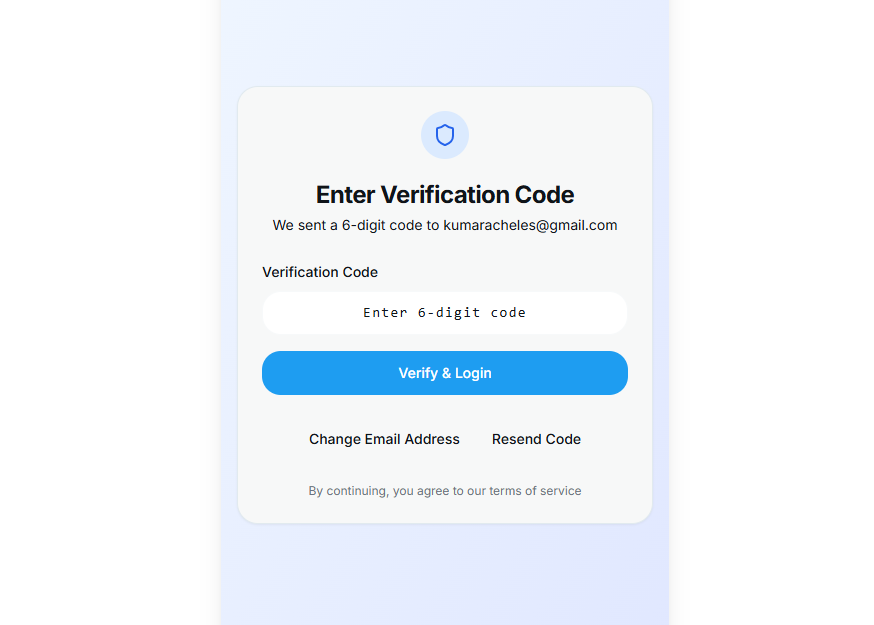 Enter Verification Code
We sent a 6-digit code to kumaracheles@gmail.com
Verification Code
Enter 6-digit code
Verify & Login
Change Email Address Resend Code
By continuing, you agree to our terms of service